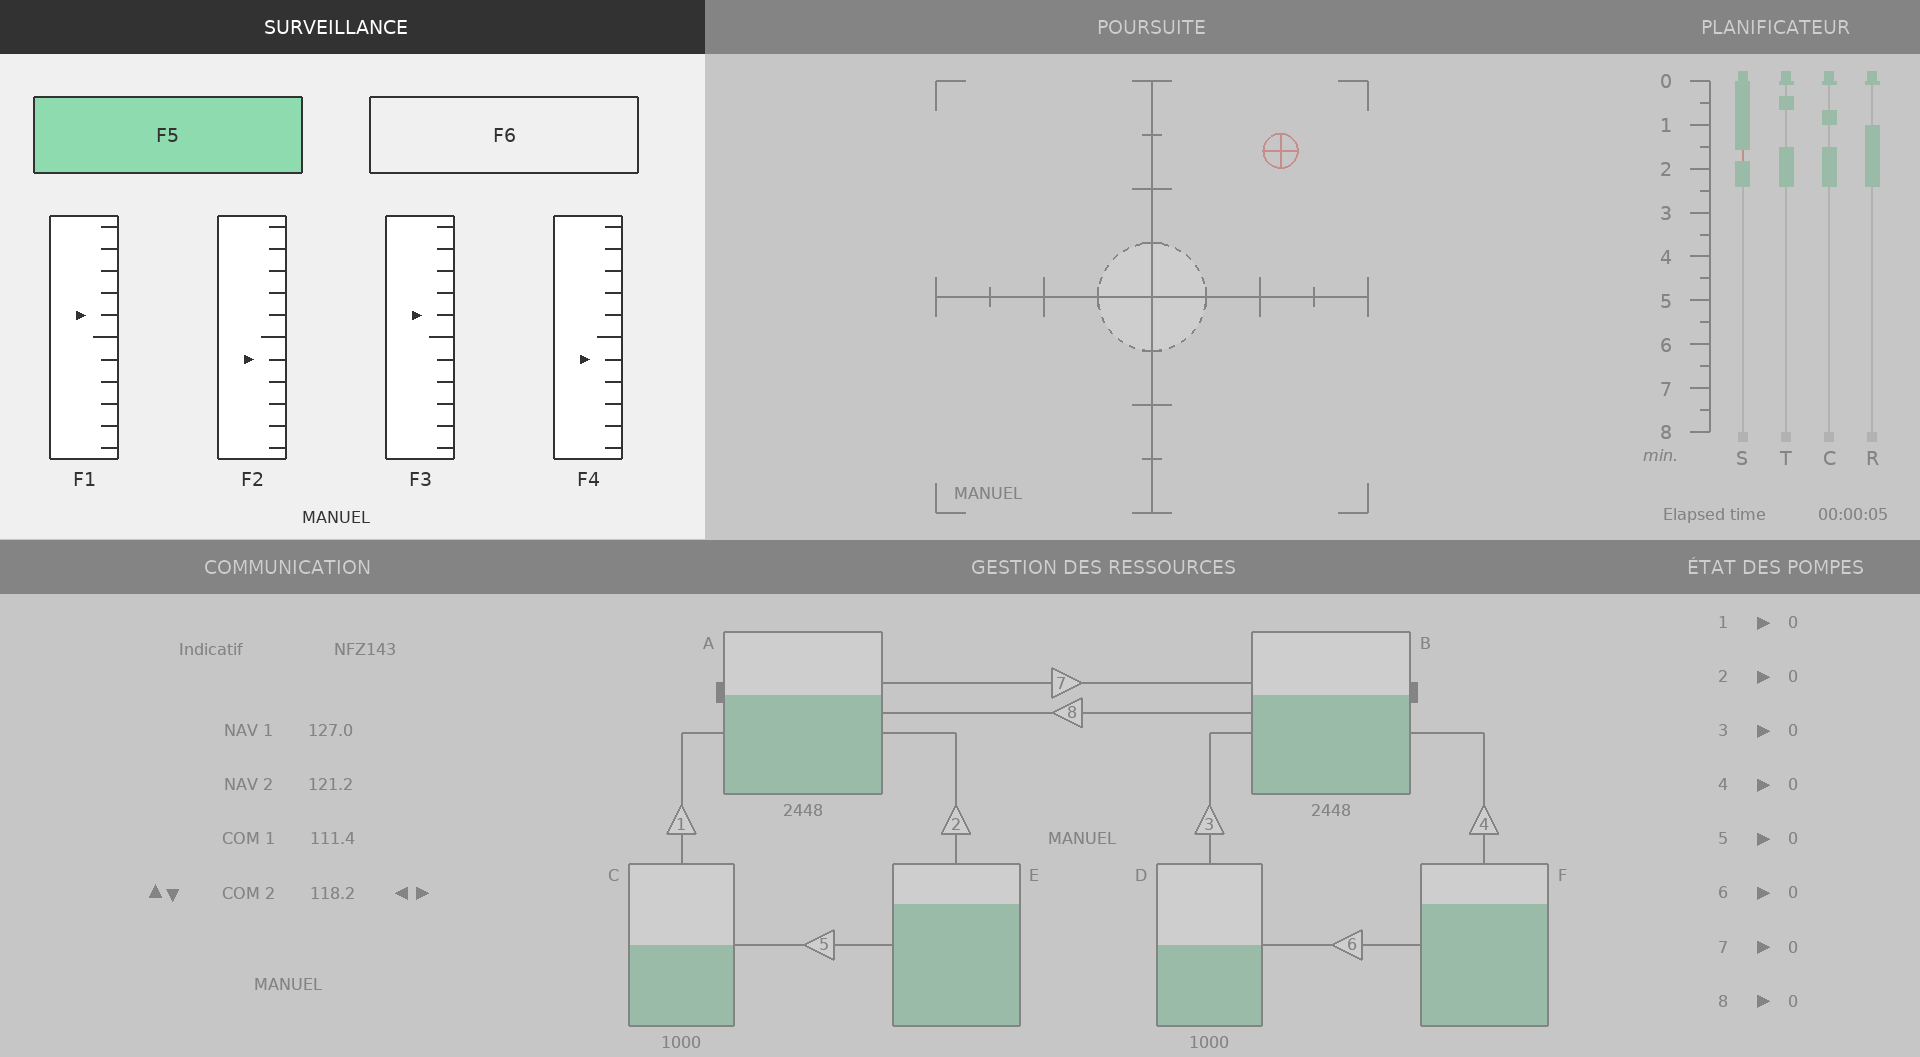 SURVEILLANCE
F5
F6
F1
F2
F3
F4
MANUEL
POURSUITE
MANUEL
PLANIFICATEUR
0
1
2
3
4
5
6
7
8
min.
S T C R
Elapsed time 00:00:05
COMMUNICATION
Indicatif NFZ143
NAV 1 127.0
NAV 2 121.2
COM 1 111.4
COM 2 118.2
MANUEL
GESTION DES RESSOURCES
A
B
7
8
2448
2448
1
2
MANUEL
3
4
C
E
D
F
5
6
1000
1000
ÉTAT DES POMPES
1 0
2 0
3 0
4 0
5 0
6 0
7 0
8 0